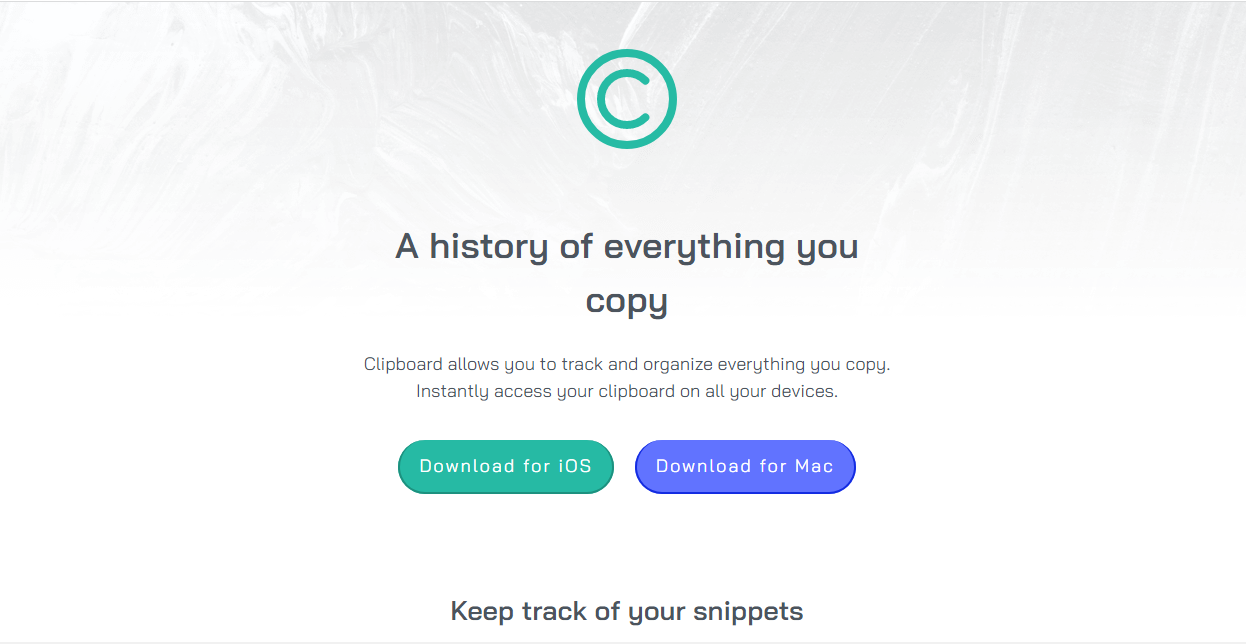 A history of everything you
copy
Clipboard allows you to track and organize everything you copy.
Instantly access your clipboard on all your devices.
Download for iOS
Download for Mac
Keep track of your snippets